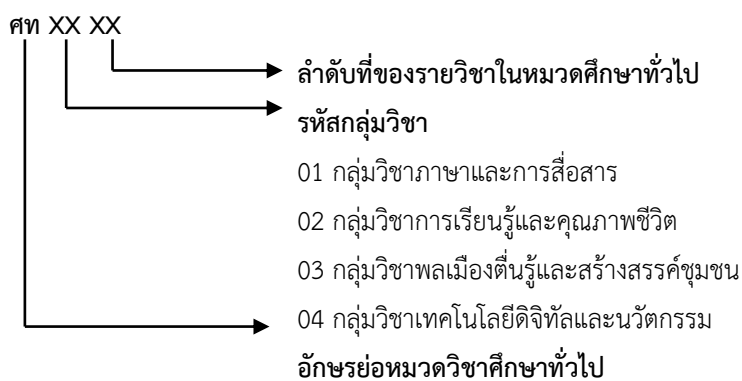 ศท XX XX
ลำดับที่ของรายวิชาในหมวดศึกษาทั่วไป
รหัสกลุ่มวิชา
01 กลุ่มวิชาภาษาและการสื่อสาร
02 กลุ่มวิชาการเรียนรู้และคุณภาพชีวิต
03 กลุ่มวิชาพลเมืองตื่นรู้และสร้างสรรค์ชุมชน
04 กลุ่มวิชาเทคโนโลยีดิจิทัลและนวัตกรรม
อักษรย่อหมวดวิชาศึกษาทั่วไป